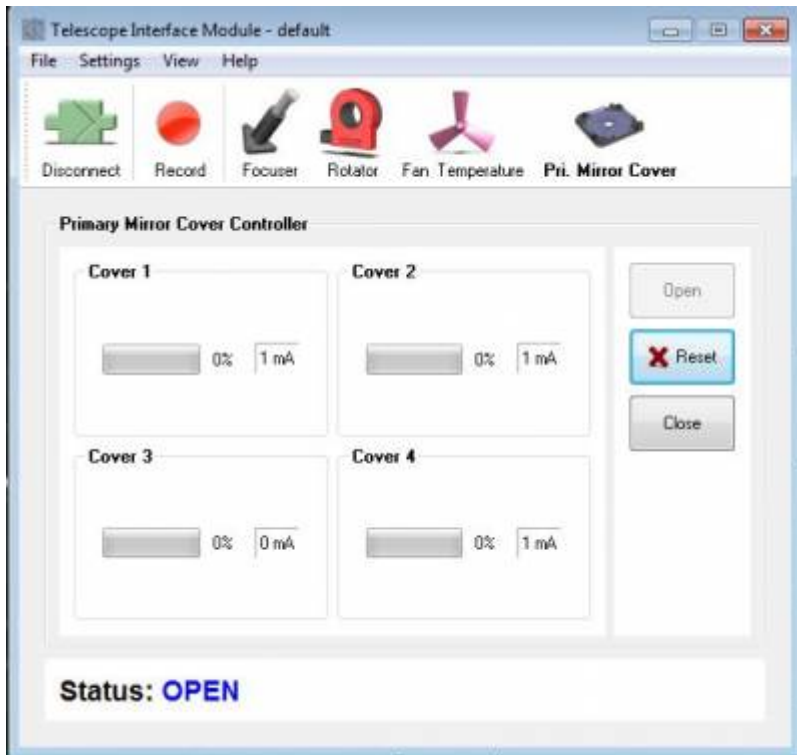 Telescope Interface Module - default
File Settings View Help
Disconnect Record Focuser Rotator Fan Temperature Pri. Mirror Cover
Primary Mirror Cover Controller
Cover 1
0% 1 mA
Cover 2
0% 1 mA
Cover 3
0% 0 mA
Cover 4
0% 1 mA
Open
Reset
Close
Status: OPEN